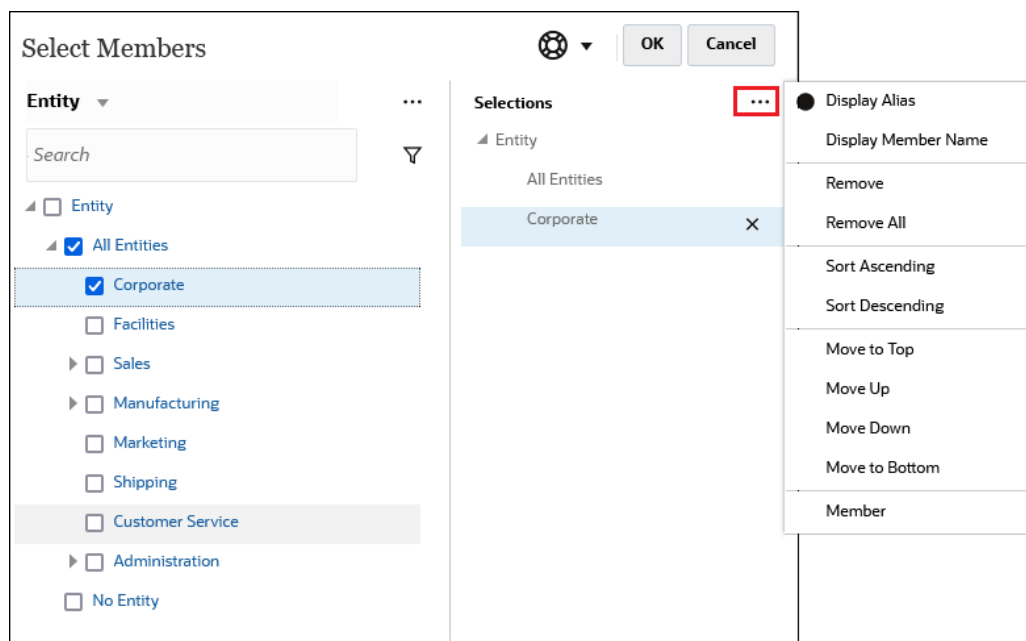 Select Members
OK
Cancel
Entity
Search
Entity
All Entities
Corporate
Facilities
Sales
Manufacturing
Marketing
Shipping
Customer Service
Administration
No Entity
Selections
Entity
All Entities
Corporate
Display Alias
Display Member Name
Remove
Remove All
Sort Ascending
Sort Descending
Move to Top
Move Up
Move Down
Move to Bottom
Member